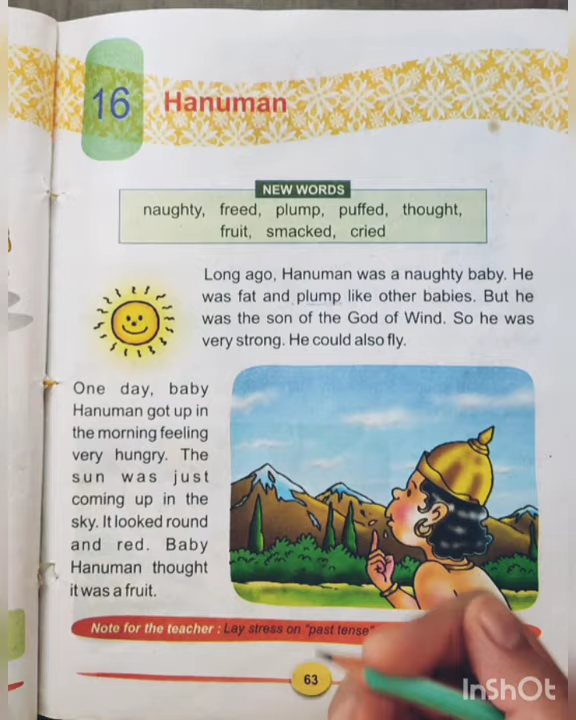 16 Hanuman
NEW WORDS
naughty, freed, plump, puffed, thought,
fruit, smacked, cried
Long ago, Hanuman was a naughty baby. He
was fat and plump like other babies. But he
was the son of the God of Wind. So he was
very strong. He could also fly.
One day, baby
Hanuman got up in
the morning feeling
very hungry. The
sun was just
coming up in the
sky. It looked round
and red. Baby
Hanuman thought
it was a fruit.
Note for the teacher : Lay stress on "past tense"
63
InShOt